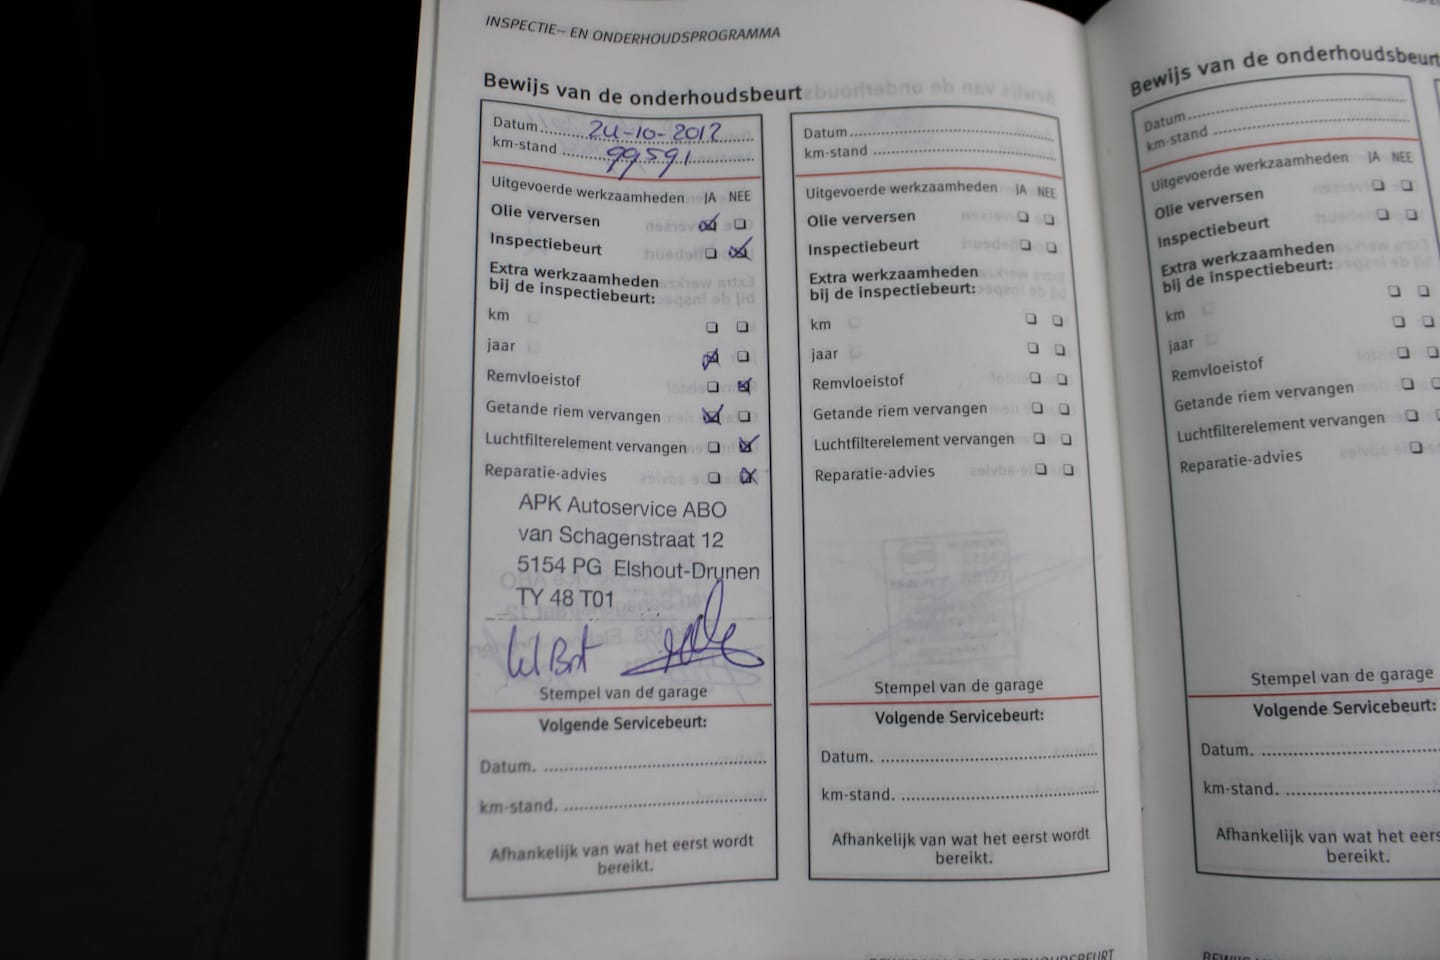 INSPECTIE- EN ONDERHOUDSPROGRAMMA
Bewijs van de onderhoudsbeurt
Datum 24-10-2012
km-stand 99591
Uitgevoerde werkzaamheden JA NEE
Olie verversen
Inspectiebeurt
Extra werkzaamheden
bij de inspectiebeurt:
km
jaar
Remvloeistof
Getande riem vervangen
Luchtfilterelement vervangen
Reparatie-advies
APK Autoservice ABO
van Schagenstraat 12
5154 PG Elshout-Drunen
TY 48 T01
Stempel van de garage
Volgende Servicebeurt:
Datum.
km-stand.
Afhankelijk van wat het eerst wordt
bereikt.
Datum
km-stand
Uitgevoerde werkzaamheden JA NEE
Olie verversen
Inspectiebeurt
Extra werkzaamheden
bij de inspectiebeurt:
km
jaar
Remvloeistof
Getande riem vervangen
Luchtfilterelement vervangen
Reparatie-advies
Stempel van de garage
Volgende Servicebeurt:
Datum.
km-stand.
Afhankelijk van wat het eerst wordt
bereikt.
Bewijs van de onderhoudsbeurt
Datum
km-stand
Uitgevoerde werkzaamheden JA NEE
Olie verversen
Inspectiebeurt
Extra werkzaamheden
bij de inspectiebeurt:
km
jaar
Remvloeistof
Getande riem vervangen
Luchtfilterelement vervangen
Reparatie-advies
Stempel van de garage
Volgende Servicebeurt:
Datum.
km-stand.
Afhankelijk van wat het eers
bereikt.